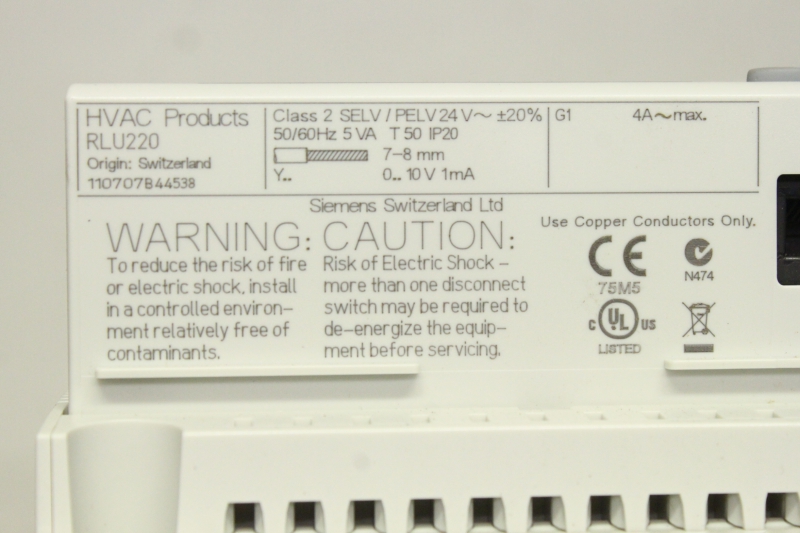 HVAC Products
RLU220
Origin: Switzerland
110707B44538
Class 2 SELV / PELV 24 V~ ±20%
50/60Hz 5 VA T 50 IP20
7–8 mm
Y.. 0.. 10 V 1mA
G1 4A~max.
Siemens Switzerland Ltd
WARNING:
To reduce the risk of fire
or electric shock, install
in a controlled environ–
ment relatively free of
contaminants.
CAUTION:
Risk of Electric Shock –
more than one disconnect
switch may be required to
de–energize the equip–
ment before servicing.
Use Copper Conductors Only.
CE
75M5
N474
C UL US
LISTED